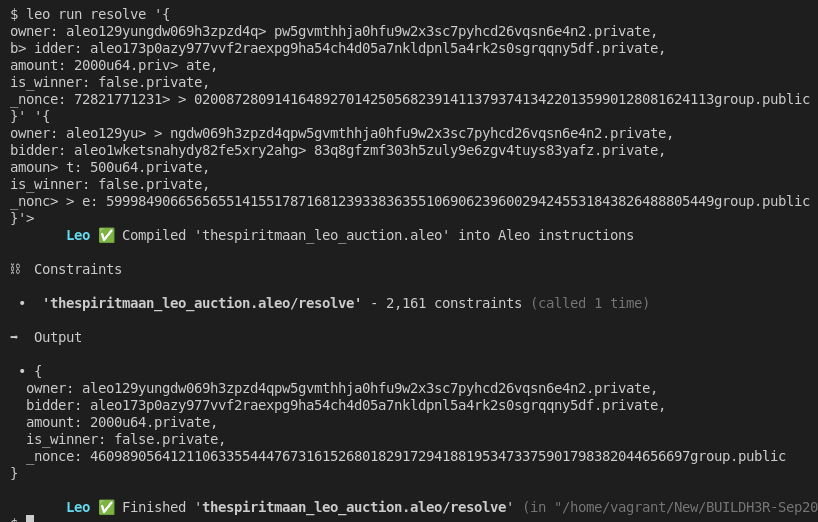 $ leo run resolve '{
owner: aleo129yungdw069h3zpzd4q> pw5gvmthhja0hfu9w2x3sc7pyhcd26vqsn6e4n2.private,
b> idder: aleo173p0azy977vvf2raexpg9ha54ch4d05a7nkldpnl5a4rk2s0sgrqqny5df.private,
amount: 2000u64.priv> ate,
is_winner: false.private,
_nonce: 72821771231> > 02008728091416489270142505682391411379374134220135990128081624113group.public
}' '{
owner: aleo129yu> > ngdw069h3zpzd4qpw5gvmthhja0hfu9w2x3sc7pyhcd26vqsn6e4n2.private,
bidder: aleo1wketsnahydy82fe5xry2ahg> 83q8gfzmf303h5zuly9e6zgv4tuys83yafz.private,
amoun> t: 500u64.private,
is_winner: false.private,
_nonc> > e: 5999849066565655141551787168123933836355106906239600294245531843826488805449group.public
}'>
Leo ✅ Compiled 'thespiritmaan_leo_auction.aleo' into Aleo instructions
⛓ Constraints
• 'thespiritmaan_leo_auction.aleo/resolve' - 2,161 constraints (called 1 time)
➡ Output
• {
owner: aleo129yungdw069h3zpzd4qpw5gvmthhja0hfu9w2x3sc7pyhcd26vqsn6e4n2.private,
bidder: aleo173p0azy977vvf2raexpg9ha54ch4d05a7nkldpnl5a4rk2s0sgrqqny5df.private,
amount: 2000u64.private,
is_winner: false.private,
_nonce: 4609890564121106335544476731615268018291729418819534733759017983820446566​97group.public
}
Leo ✅ Finished 'thespiritmaan_leo_auction.aleo/resolve' (in "/home/vagrant/New/BUILDH3R-Sep20
$